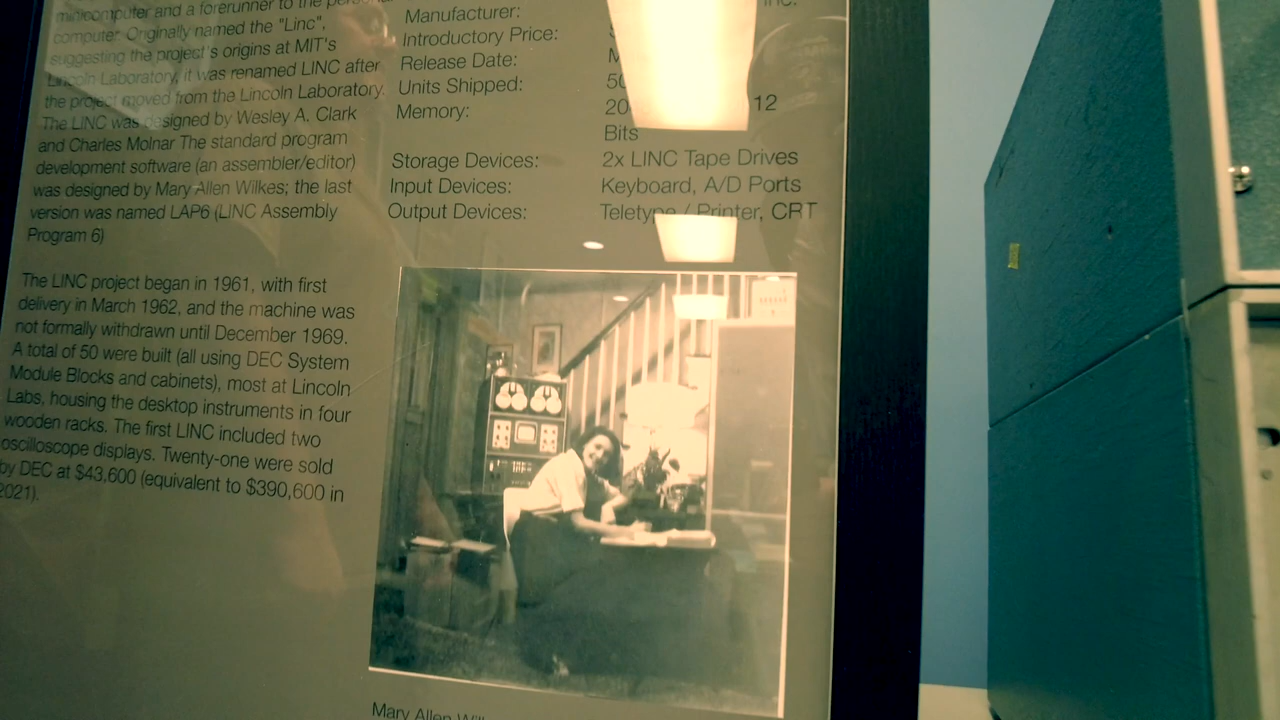 minicomputer and a forerunner to the personal
computer. Originally named the "Linc",
suggesting the project's origins at MIT's
Lincoln Laboratory, it was renamed LINC after
the project moved from the Lincoln Laboratory.
The LINC was designed by Wesley A. Clark
and Charles Molnar The standard program
development software (an assembler/editor)
was designed by Mary Allen Wilkes; the last
version was named LAP6 (LINC Assembly
Program 6)
The LINC project began in 1961, with first
delivery in March 1962, and the machine was
not formally withdrawn until December 1969.
A total of 50 were built (all using DEC System
Module Blocks and cabinets), most at Lincoln
Labs, housing the desktop instruments in four
wooden racks. The first LINC included two
oscilloscope displays. Twenty-one were sold
by DEC at $43,600 (equivalent to $390,600 in
2021).
Manufacturer: Inc.
Introductory Price:
Release Date:
Units Shipped:
Memory: 12
Bits
Storage Devices: 2x LINC Tape Drives
Input Devices: Keyboard, A/D Ports
Output Devices: Teletype / Printer, CRT
Mary Allen